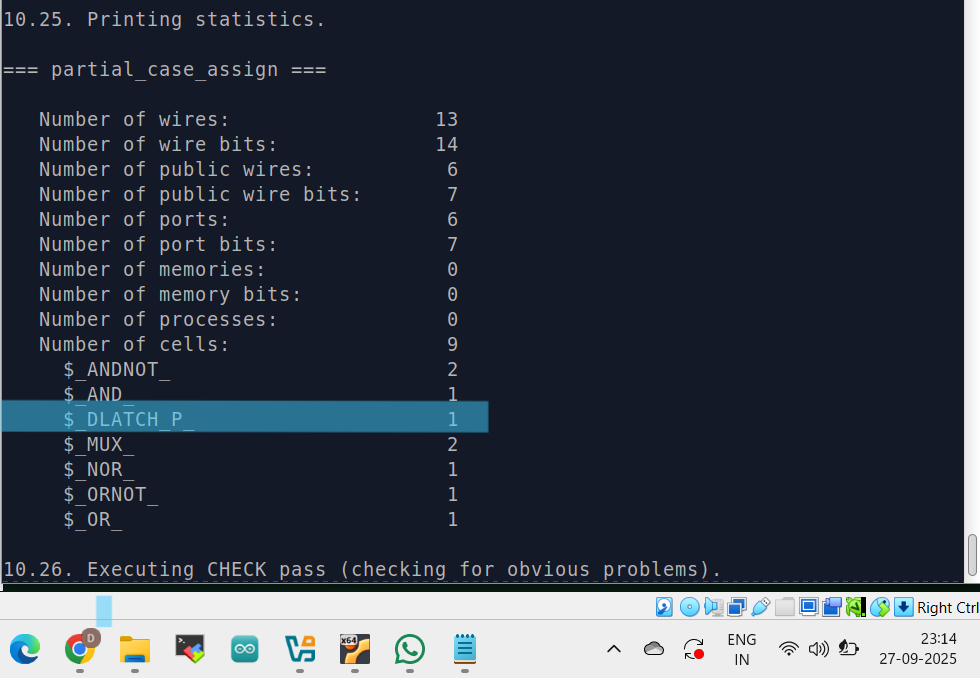 10.25. Printing statistics.
=== partial_case_assign ===
Number of wires: 13
Number of wire bits: 14
Number of public wires: 6
Number of public wire bits: 7
Number of ports: 6
Number of port bits: 7
Number of memories: 0
Number of memory bits: 0
Number of processes: 0
Number of cells: 9
$_ANDNOT_ 2
$_AND_ 1
$_DLATCH_P_ 1
$_MUX_ 2
$_NOR_ 1
$_ORNOT_ 1
$_OR_ 1
10.26. Executing CHECK pass (checking for obvious problems).
Right Ctrl
D
x64
ENG
IN
23:14
27-09-2025